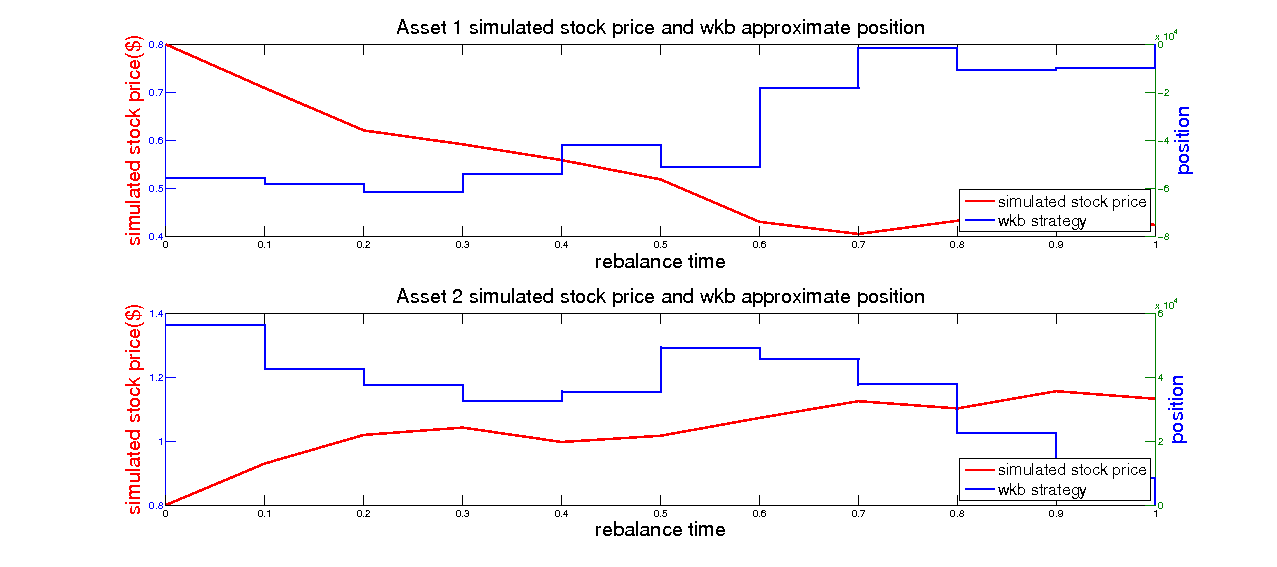 Asset 1 simulated stock price and wkb approximate position
x 10^4
simulated stock price($)
0.8
0.7
0.6
0.5
0.4
0
−2
−4
−6
−8
position
simulated stock price
wkb strategy
0 0.1 0.2 0.3 0.4 0.5 0.6 0.7 0.8 0.9 1
rebalance time
Asset 2 simulated stock price and wkb approximate position
x 10^4
simulated stock price($)
1.4
1.2
1
0.8
6
4
2
0
position
simulated stock price
wkb strategy
0 0.1 0.2 0.3 0.4 0.5 0.6 0.7 0.8 0.9 1
rebalance time